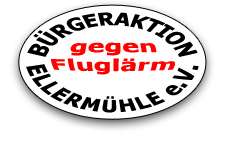 BÜRGERAKTION
gegen
Fluglärm
ELLERMÜHLE e.V.